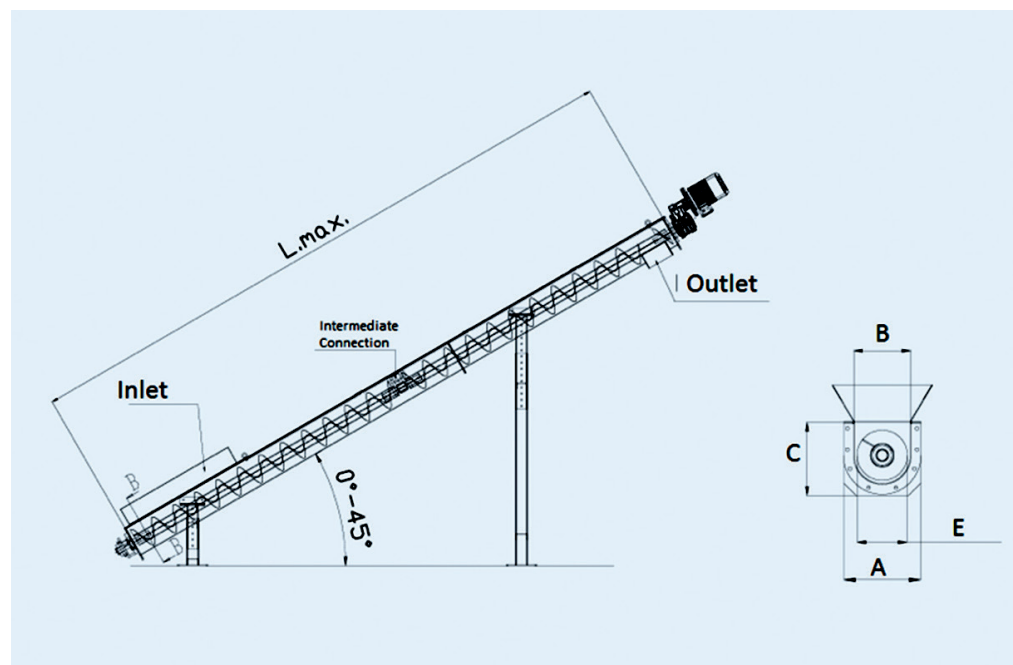 L.max.
Outlet
Intermediate
Connection
Inlet
B
B
0°-45°
B
C
E
A